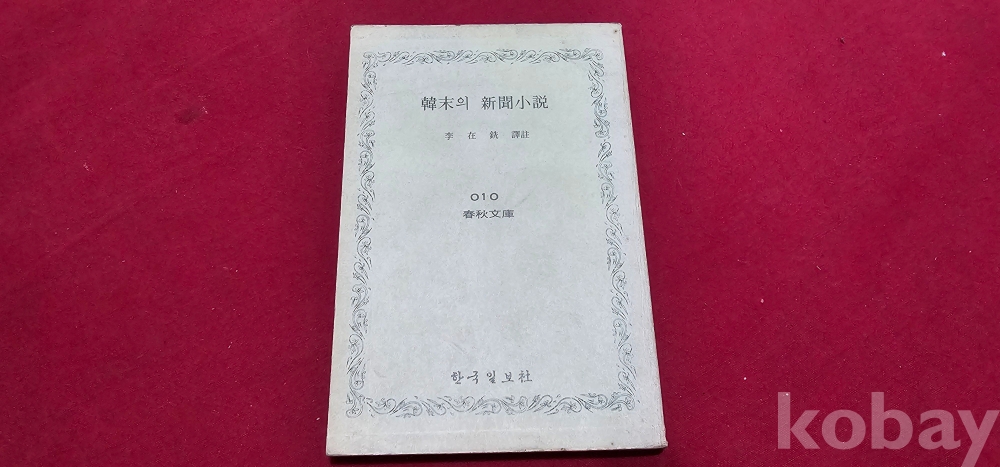 韓末의 新聞小説
李在銑 譯註
010
春秋文庫
한국일보社
kobay